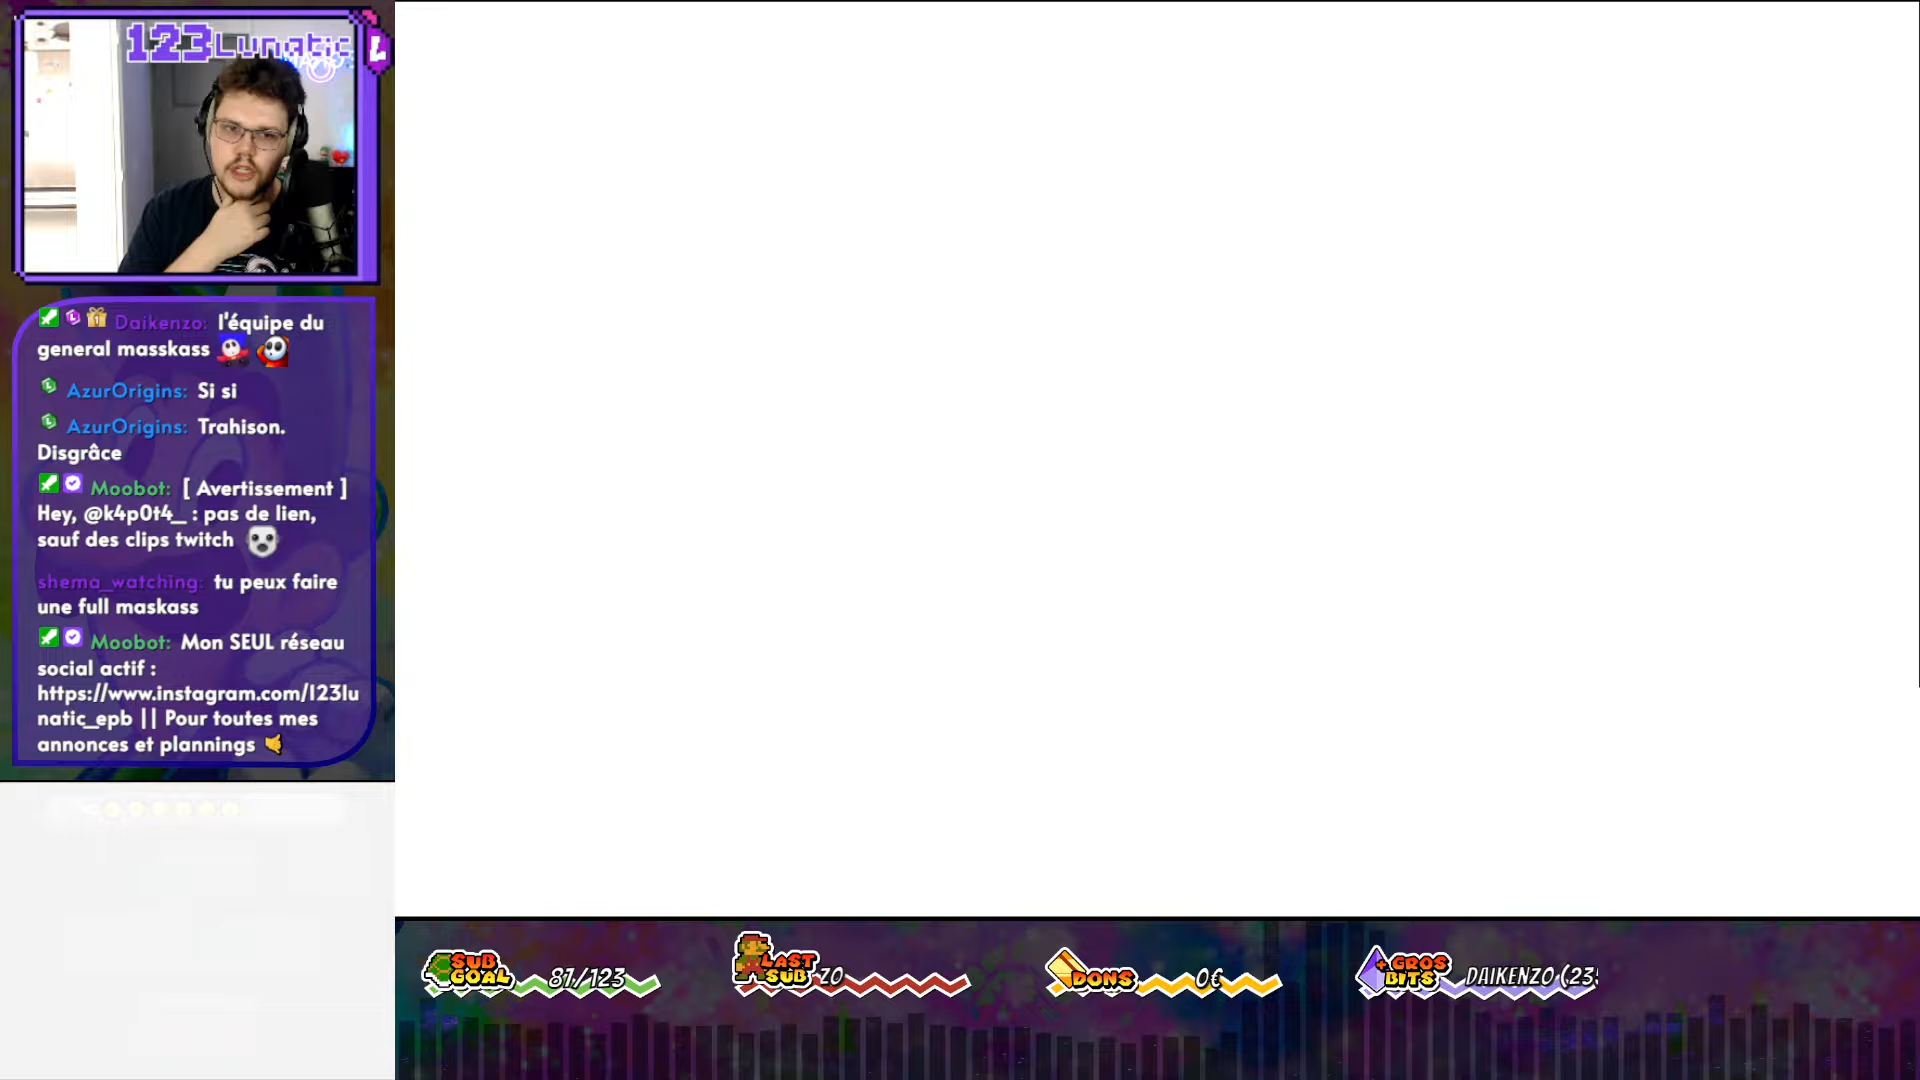 123Lunatic
L
Daikenzo: l'équipe du
general masskass
AzurOrigins: Si si
AzurOrigins: Trahison.
Disgrâce
Moobot: [ Avertissement ]
Hey, @k4p0t4_ : pas de lien,
sauf des clips twitch
shema_watching: tu peux faire
une full maskass
Moobot: Mon SEUL réseau
social actif :
https://www.instagram.com/123lu
natic_epb || Pour toutes mes
annonces et plannings
SUB GOAL 81/123
LAST SUB ZO
DONS 0€
+GROS BITS DAIKENZO (23